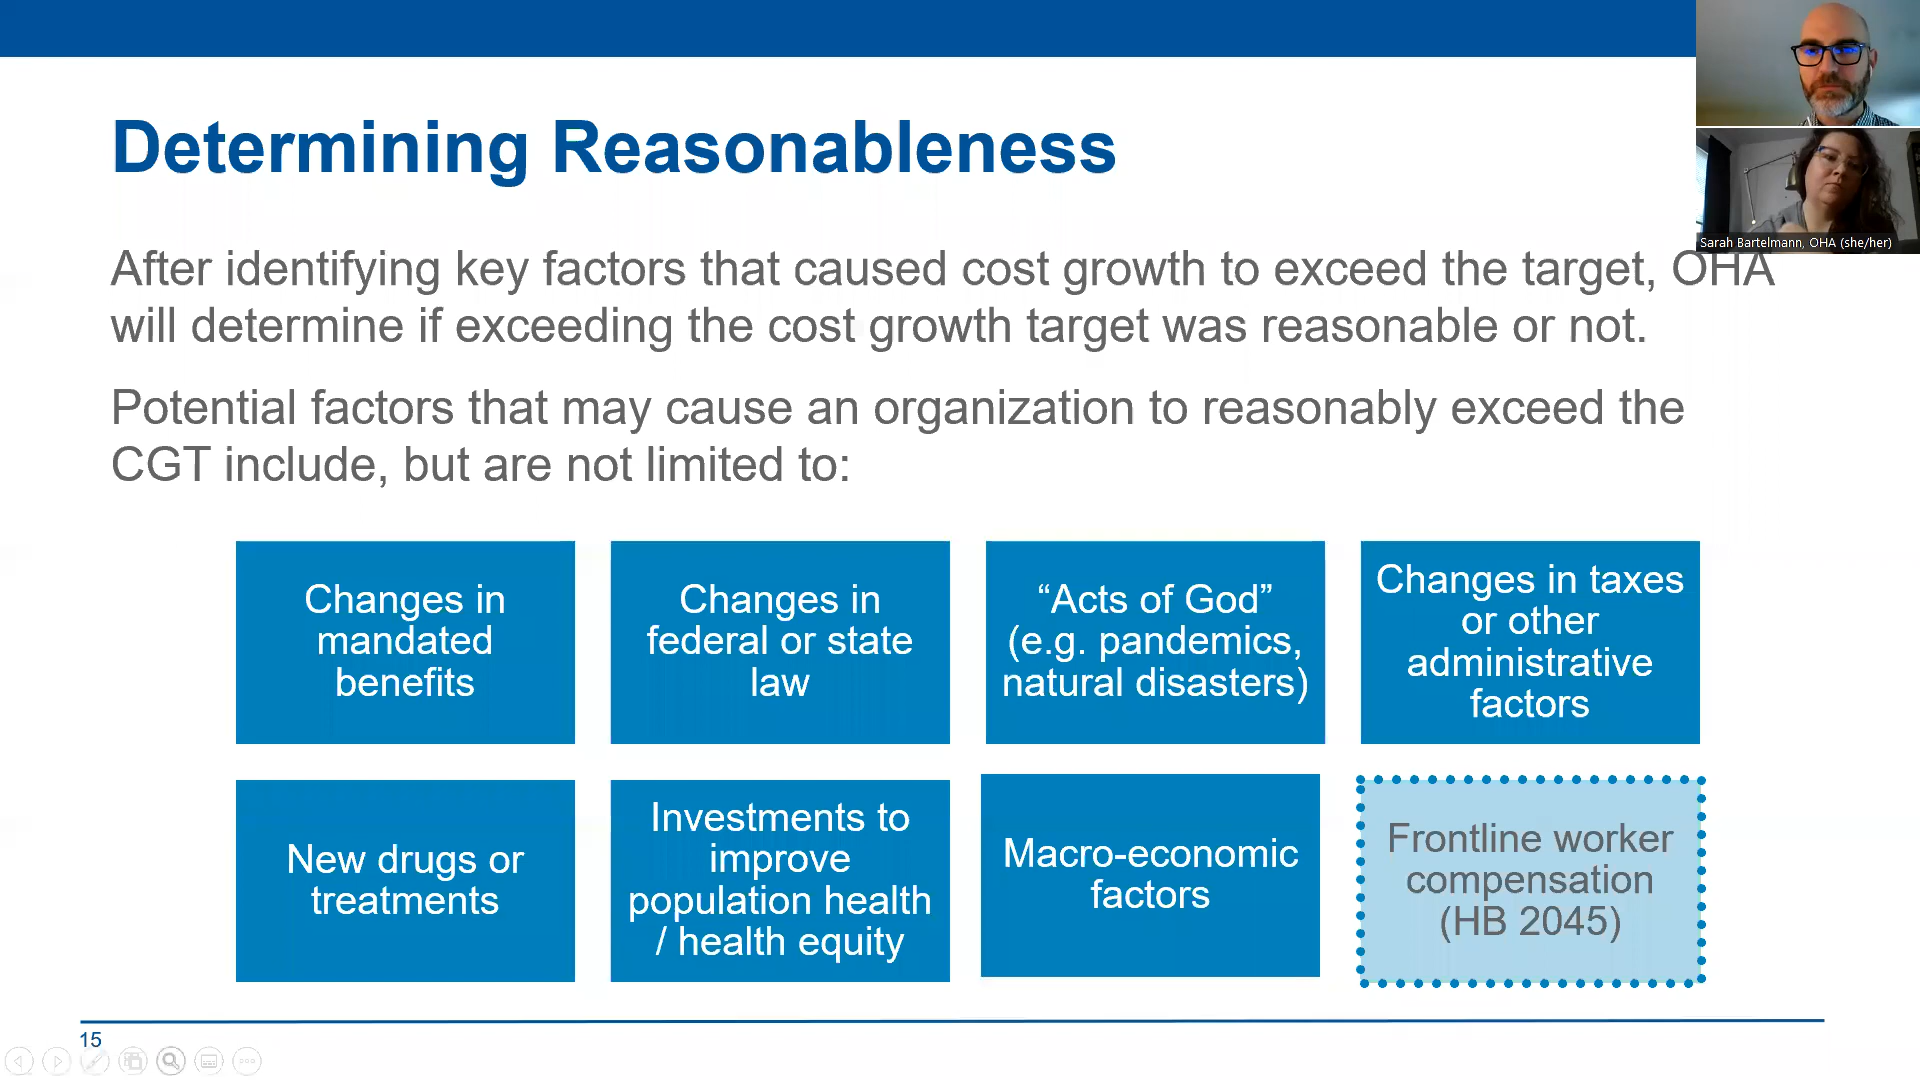 Determining Reasonableness
Sarah Bartelmann, OHA (she/her)
After identifying key factors that caused cost growth to exceed the target, OHA
will determine if exceeding the cost growth target was reasonable or not.
Potential factors that may cause an organization to reasonably exceed the
CGT include, but are not limited to:
Changes in
mandated
benefits
Changes in
federal or state
law
“Acts of God”
(e.g. pandemics,
natural disasters)
Changes in taxes
or other
administrative
factors
New drugs or
treatments
Investments to
improve
population health
/ health equity
Macro-economic
factors
Frontline worker
compensation
(HB 2045)
15